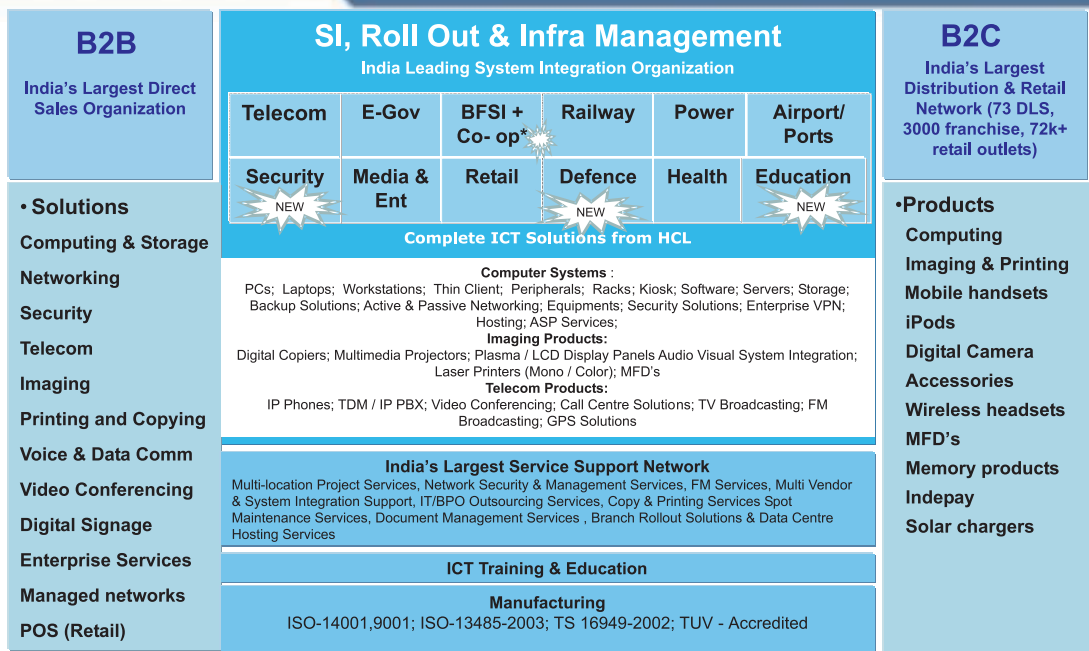 B2B
India's Largest Direct
Sales Organization
• Solutions
Computing & Storage
Networking
Security
Telecom
Imaging
Printing and Copying
Voice & Data Comm
Video Conferencing
Digital Signage
Enterprise Services
Managed networks
POS (Retail)
SI, Roll Out & Infra Management
India Leading System Integration Organization
Telecom
E-Gov
BFSI +
Co- op*
Railway
Power
Airport/
Ports
Security
NEW
Media &
Ent
Retail
Defence
NEW
Health
Education
NEW
Complete ICT Solutions from HCL
Computer Systems :
PCs; Laptops; Workstations; Thin Client; Peripherals; Racks; Kiosk; Software; Servers; Storage;
Backup Solutions; Active & Passive Networking; Equipments; Security Solutions; Enterprise VPN;
Hosting; ASP Services;
Imaging Products:
Digital Copiers; Multimedia Projectors; Plasma / LCD Display Panels Audio Visual System Integration;
Laser Printers (Mono / Color); MFD's
Telecom Products:
IP Phones; TDM / IP PBX; Video Conferencing; Call Centre Solutions; TV Broadcasting; FM
Broadcasting; GPS Solutions
India's Largest Service Support Network
Multi-location Project Services, Network Security & Management Services, FM Services, Multi Vendor
& System Integration Support, IT/BPO Outsourcing Services, Copy & Printing Services Spot
Maintenance Services, Document Management Services , Branch Rollout Solutions & Data Centre
Hosting Services
ICT Training & Education
Manufacturing
ISO-14001,9001; ISO-13485-2003; TS 16949-2002; TUV - Accredited
B2C
India's Largest
Distribution & Retail
Network (73 DLS,
3000 franchise, 72k+
retail outlets)
•Products
Computing
Imaging & Printing
Mobile handsets
iPods
Digital Camera
Accessories
Wireless headsets
MFD's
Memory products
Indepay
Solar chargers